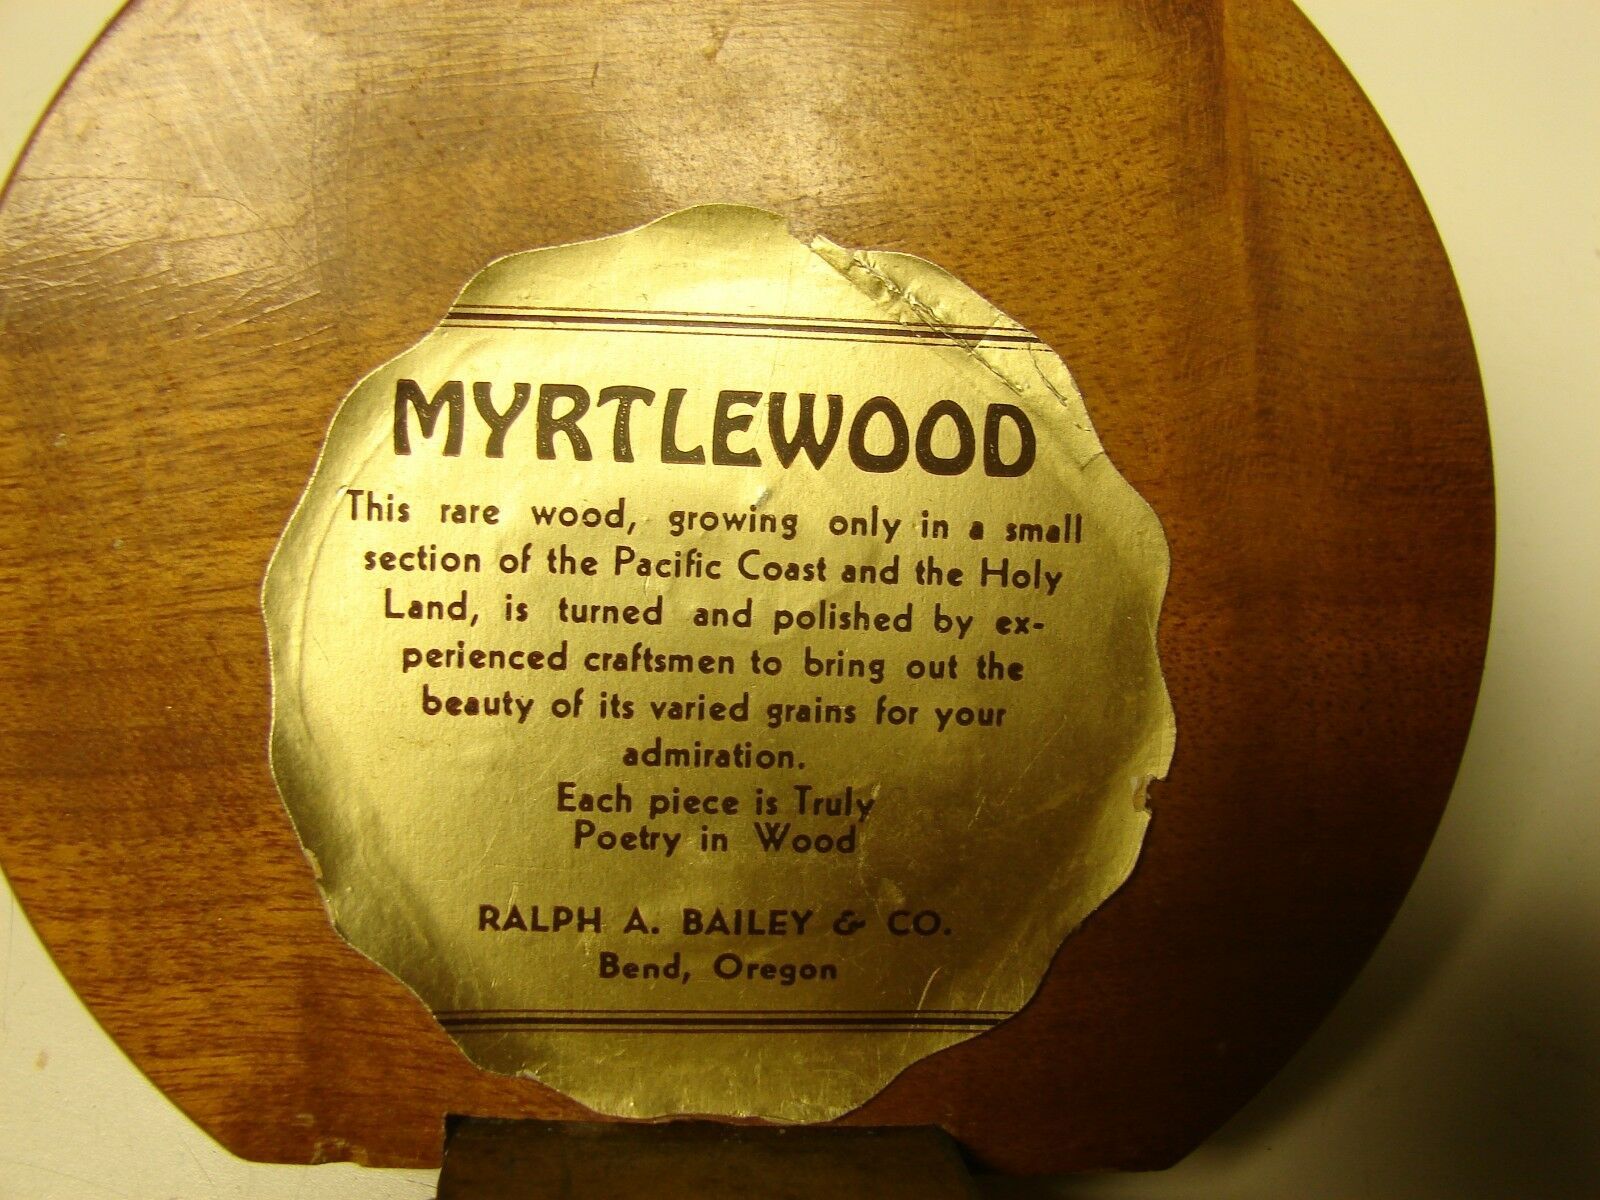 MYRTLEWOOD
This rare wood, growing only in a small
section of the Pacific Coast and the Holy
Land, is turned and polished by ex-
perienced craftsmen to bring out the
beauty of its varied grains for your
admiration.
Each piece is Truly
Poetry in Wood
RALPH A. BAILEY & CO.
Bend, Oregon